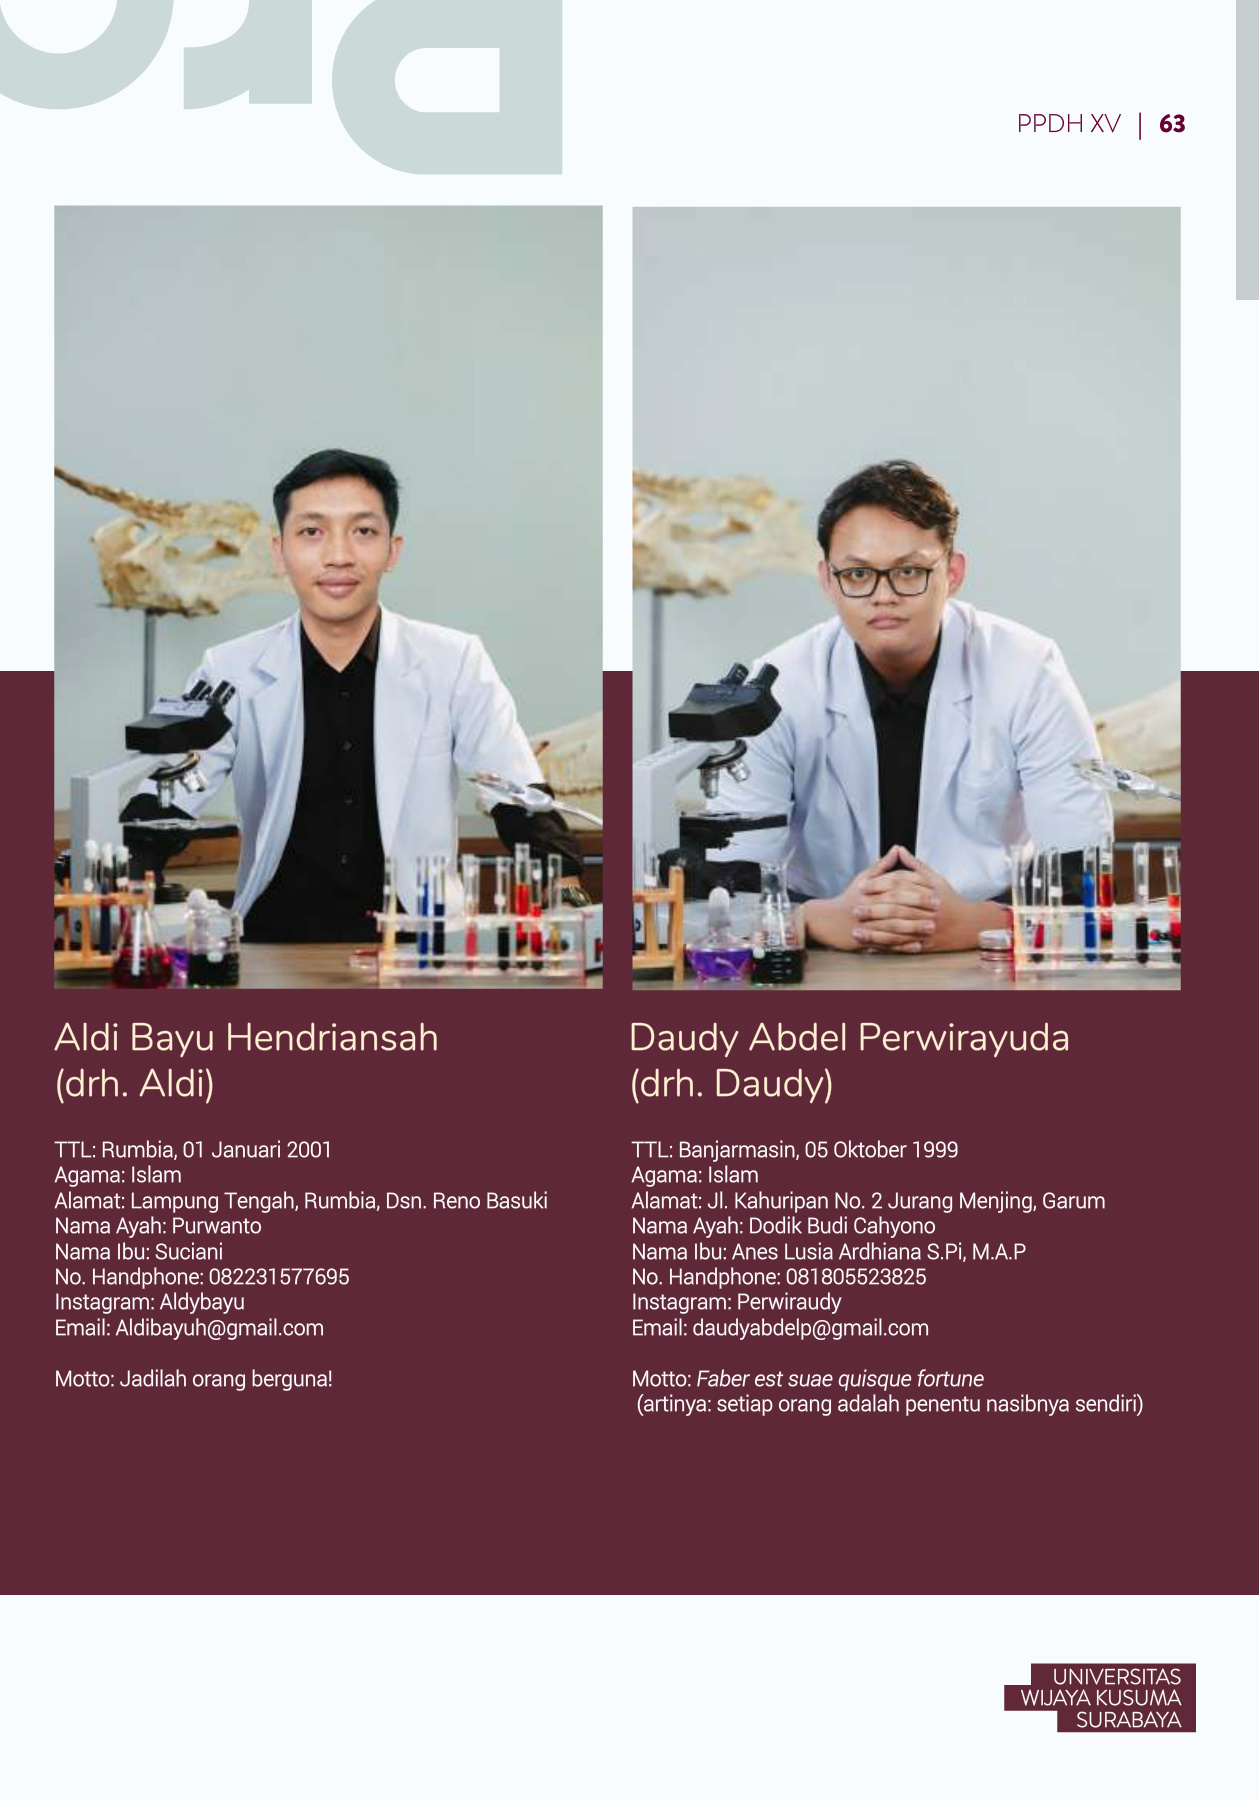 PPDH XV | 63
Aldi Bayu Hendriansah
(drh. Aldi)
TTL: Rumbia, 01 Januari 2001
Agama: Islam
Alamat: Lampung Tengah, Rumbia, Dsn. Reno Basuki
Nama Ayah: Purwanto
Nama Ibu: Suciani
No. Handphone: 082231577695
Instagram: Aldybayu
Email: Aldibayuh@gmail.com
Motto: Jadilah orang berguna!
Daudy Abdel Perwirayuda
(drh. Daudy)
TTL: Banjarmasin, 05 Oktober 1999
Agama: Islam
Alamat: Jl. Kahuripan No. 2 Jurang Menjing, Garum
Nama Ayah: Dodik Budi Cahyono
Nama Ibu: Anes Lusia Ardhiana S.Pi, M.A.P
No. Handphone: 081805523825
Instagram: Perwiraudy
Email: daudyabdelp@gmail.com
Motto: Faber est suae quisque fortune
(artinya: setiap orang adalah penentu nasibnya sendiri)
UNIVERSITAS
WIJAYA KUSUMA
SURABAYA